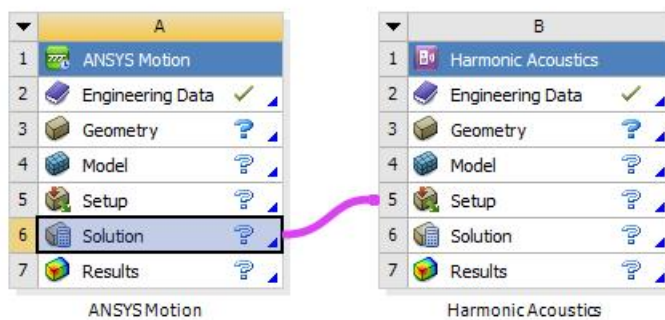 A
1 ANSYS Motion
2 Engineering Data
3 Geometry
4 Model
5 Setup
6 Solution
7 Results
ANSYS Motion
B
1 Harmonic Acoustics
2 Engineering Data
3 Geometry
4 Model
5 Setup
6 Solution
7 Results
Harmonic Acoustics